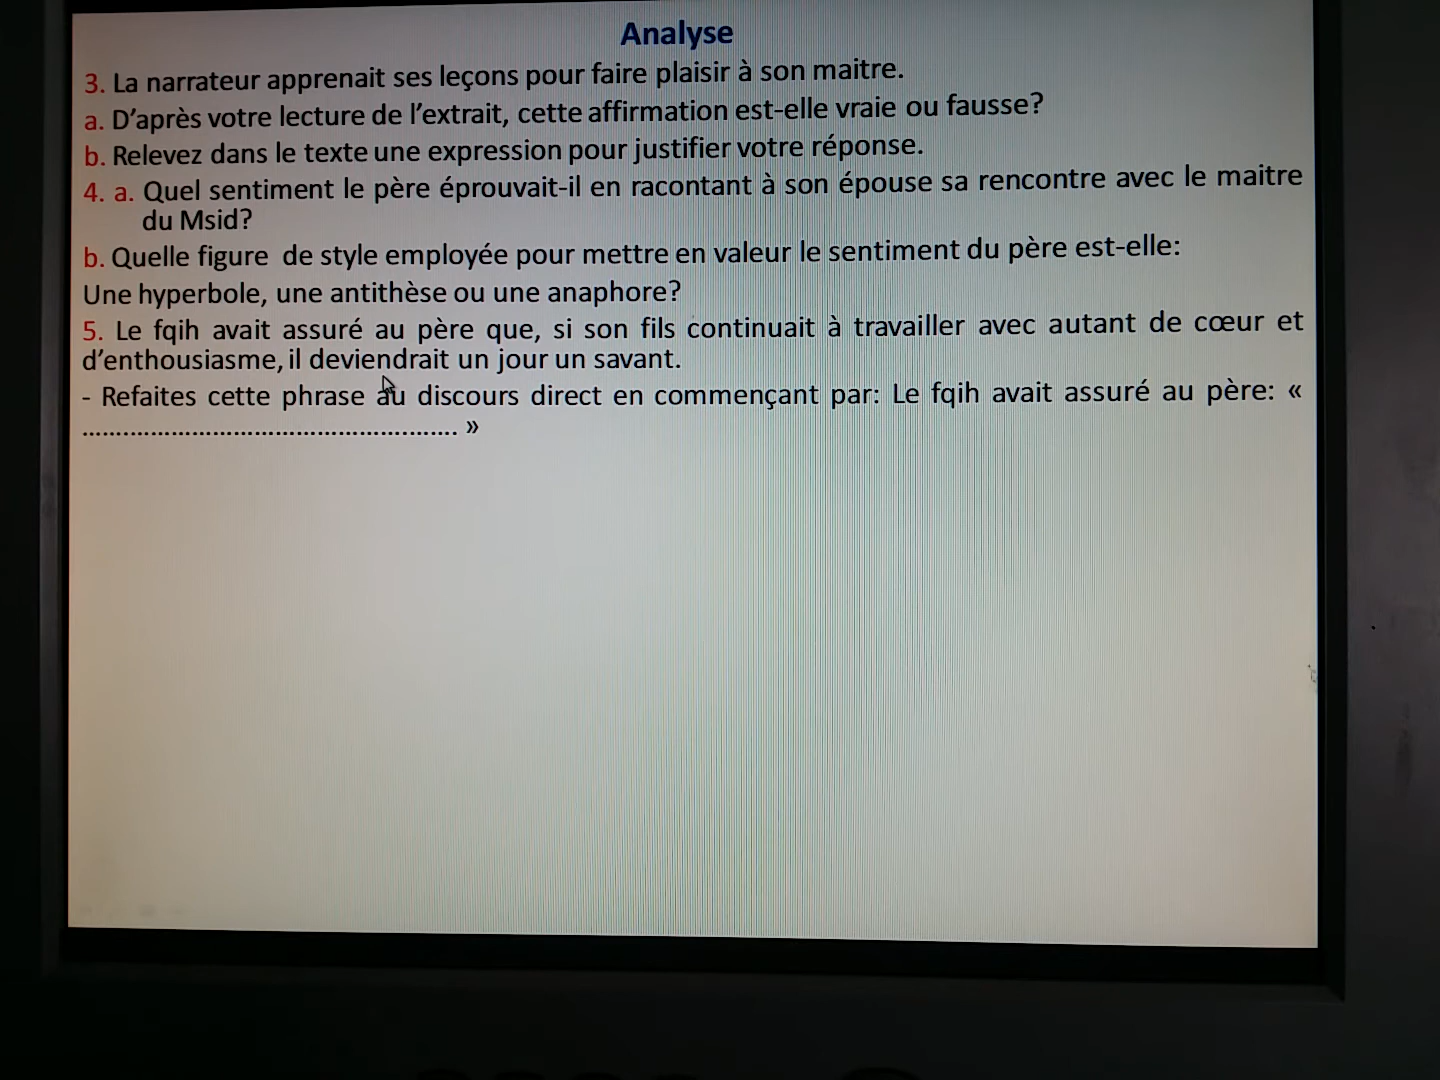 Analyse
3. La narrateur apprenait ses leçons pour faire plaisir à son maitre.
a. D'après votre lecture de l'extrait, cette affirmation est-elle vraie ou fausse?
b. Relevez dans le texte une expression pour justifier votre réponse.
4. a. Quel sentiment le père éprouvait-il en racontant à son épouse sa rencontre avec le maitre
du Msid?
b. Quelle figure de style employée pour mettre en valeur le sentiment du père est-elle:
Une hyperbole, une antithèse ou une anaphore?
5. Le fqih avait assuré au père que, si son fils continuait à travailler avec autant de cœur et
d'enthousiasme, il deviendrait un jour un savant.
- Refaites cette phrase au discours direct en commençant par: Le fqih avait assuré au père: «
...................................................... »